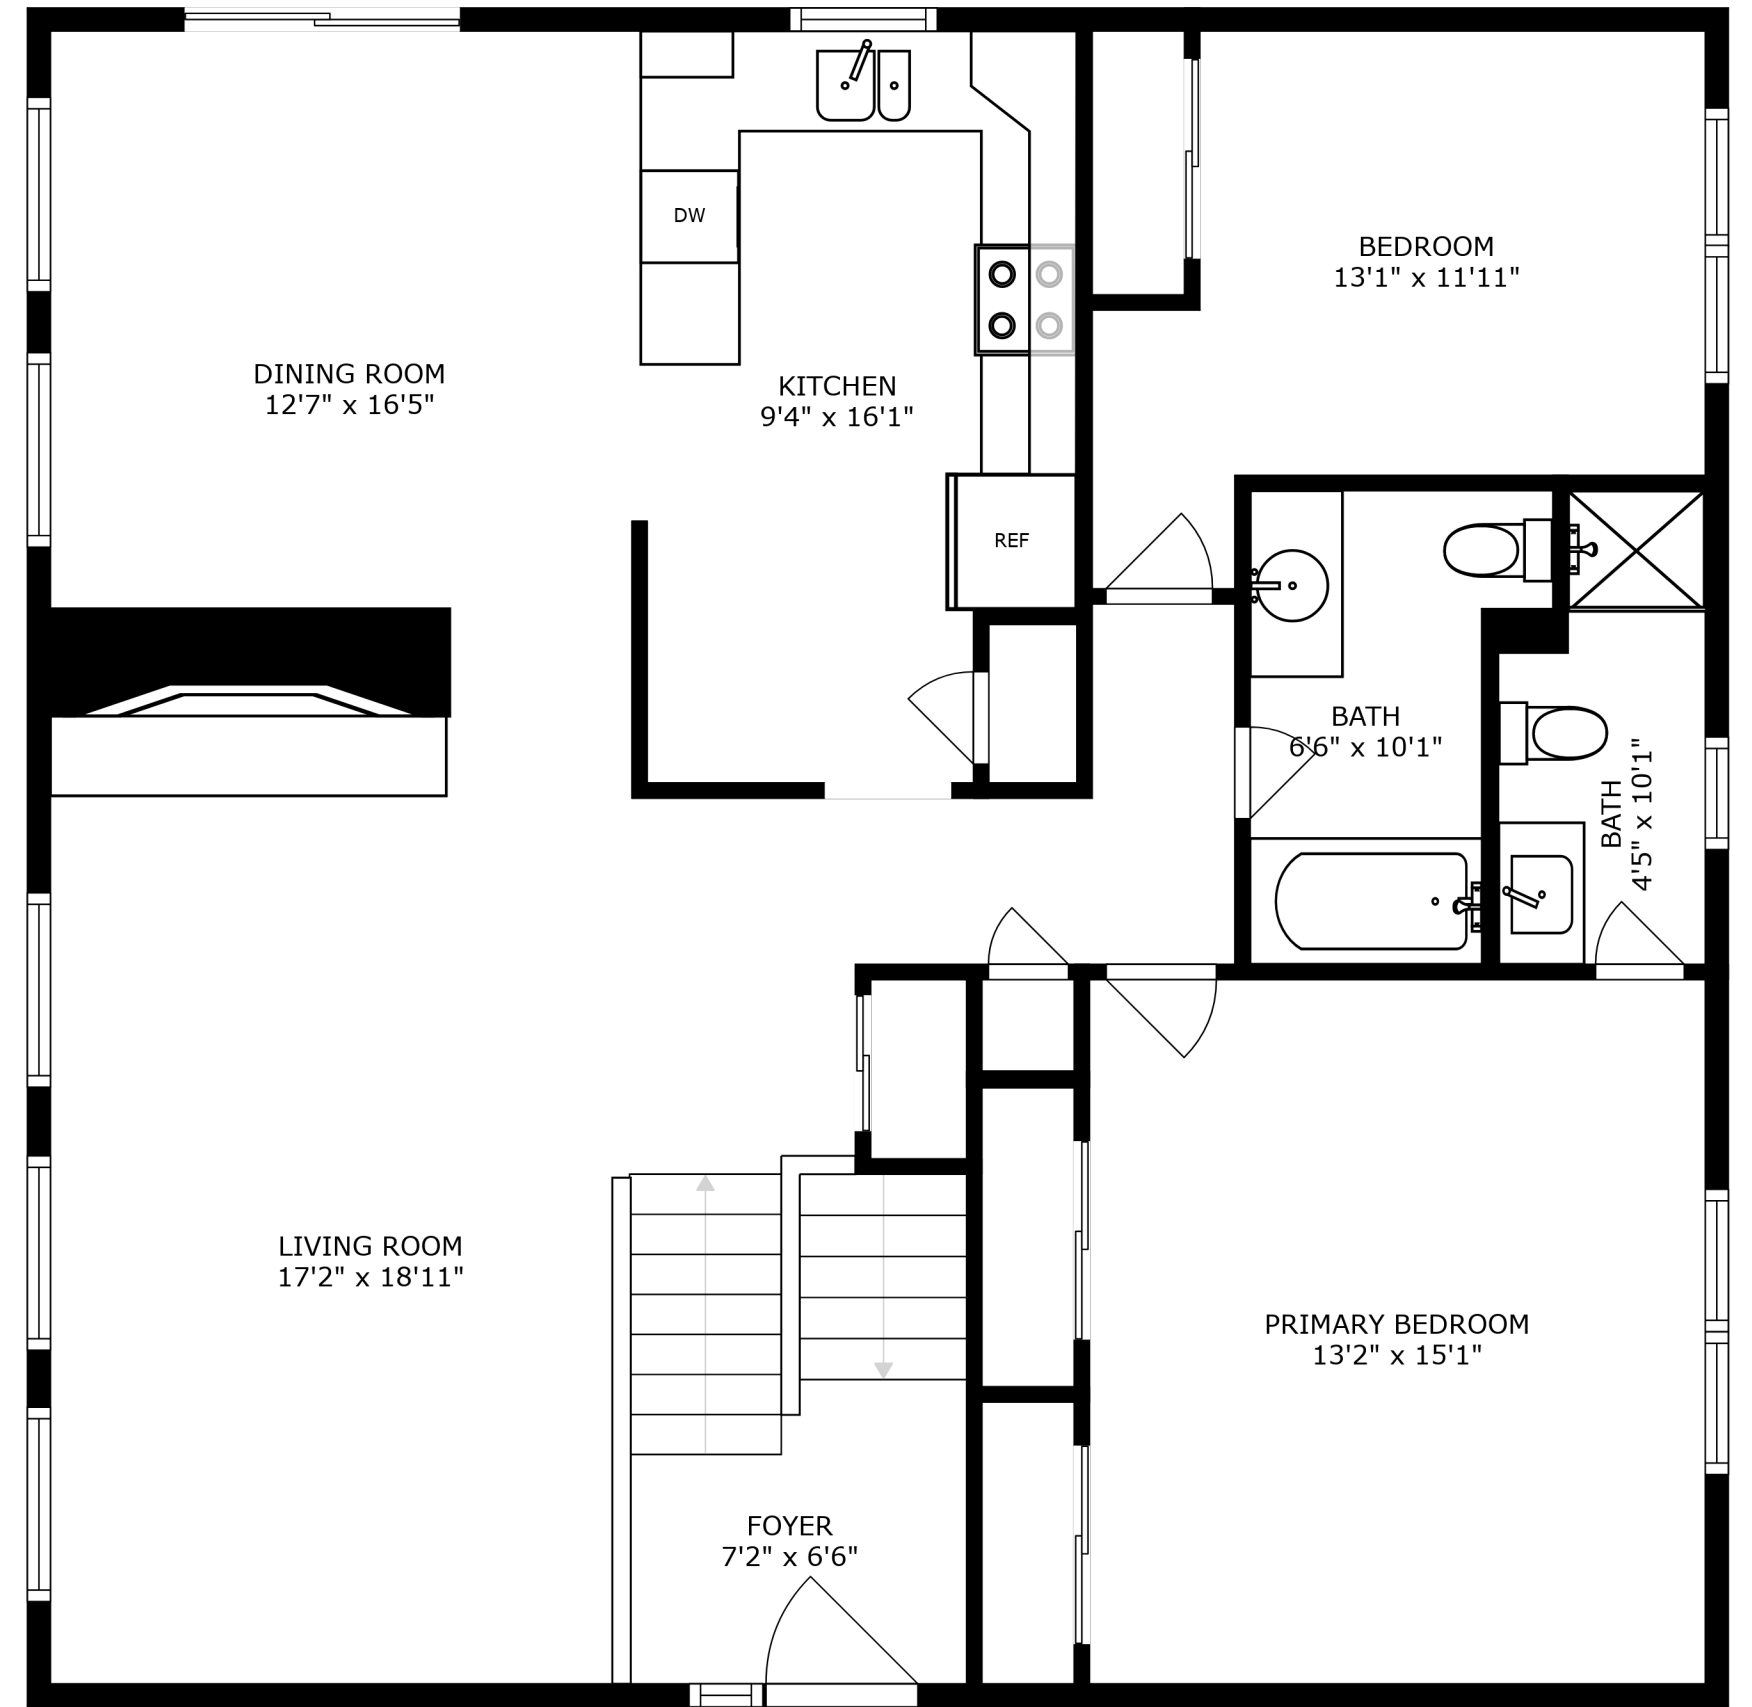 DW
BEDROOM
13'1" x 11'11"
DINING ROOM
12'7" x 16'5"
KITCHEN
9'4" x 16'1"
REF
BATH
6'6" x 10'1"
BATH
4'5" x 10'1"
LIVING ROOM
17'2" x 18'11"
PRIMARY BEDROOM
13'2" x 15'1"
FOYER
7'2" x 6'6"